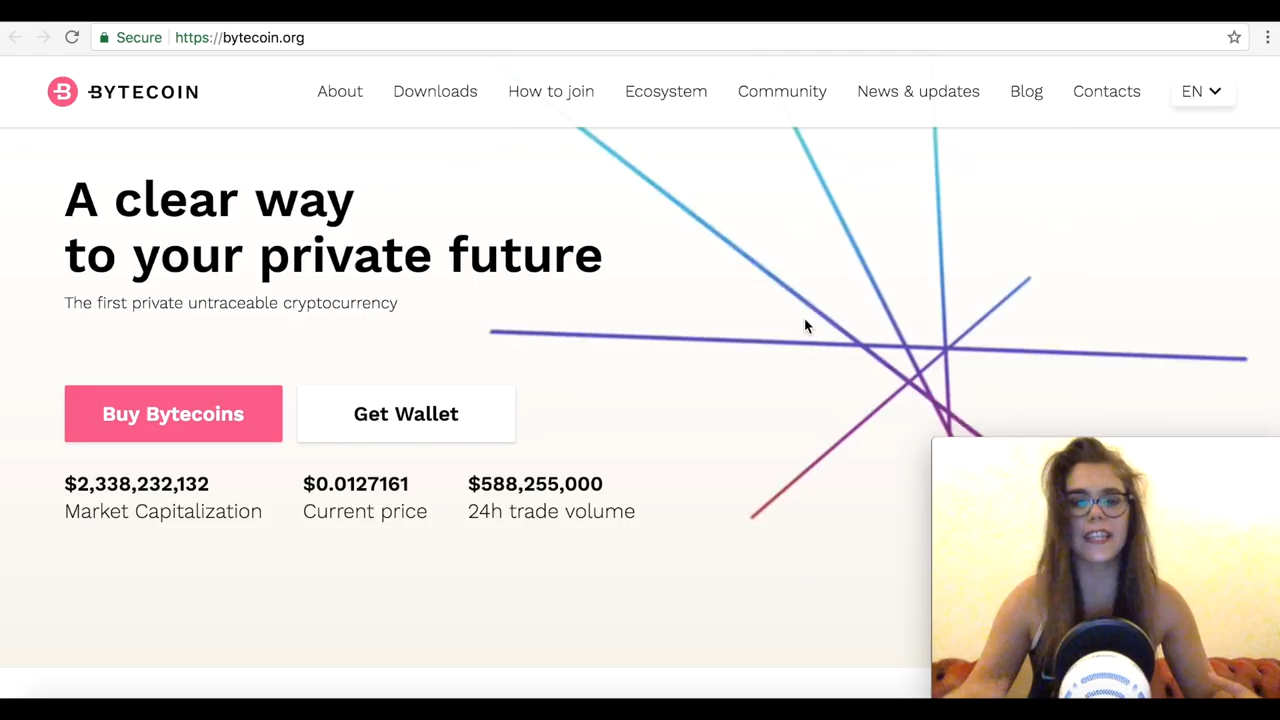 Secure https://bytecoin.org
BYTECOIN About Downloads How to join Ecosystem Community News & updates Blog Contacts EN
A clear way
to your private future
The first private untraceable cryptocurrency
Buy Bytecoins Get Wallet
$2,338,232,132 $0.0127161 $588,255,000
Market Capitalization Current price 24h trade volume